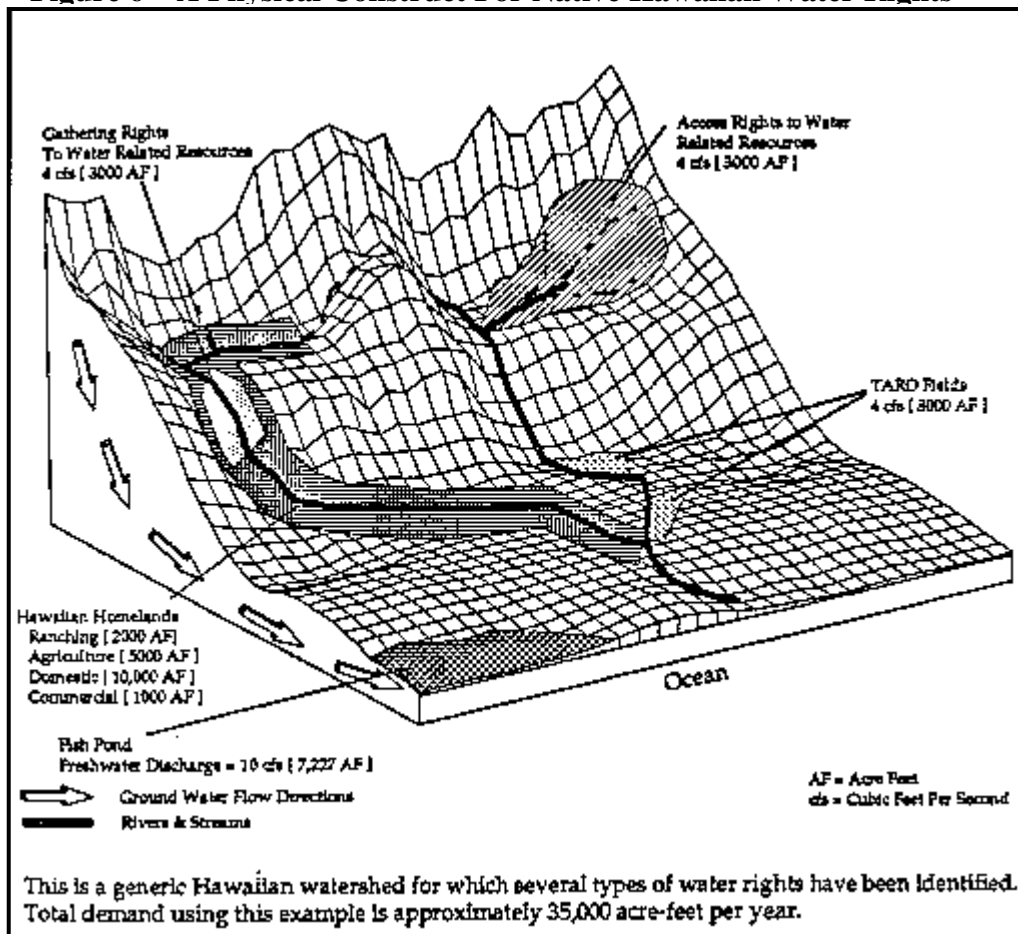 Figure 6 - A Physical Construct For Native Hawaiian Water Rights
Gathering Rights
To Water Related Resources
4 cfs [ 3000 AF ]
Access Rights to Water
Related Resources
4 cfs [ 3000 AF ]
TARO Fields
4 cfs [ 3000 AF ]
Hawaiian Homelands
Ranching [ 2000 AF]
Agriculture [ 5000 AF ]
Domestic [ 10,000 AF ]
Commercial [ 1000 AF ]
Ocean
Fish Pond
Freshwater Discharge = 10 cfs [ 7,227 AF ]
Ground Water Flow Directions
Rivers & Streams
AF = Acre Feet
cfs = Cubic Feet Per Second
This is a generic Hawaiian watershed for which several types of water rights have been identified.
Total demand using this example is approximately 35,000 acre-feet per year.